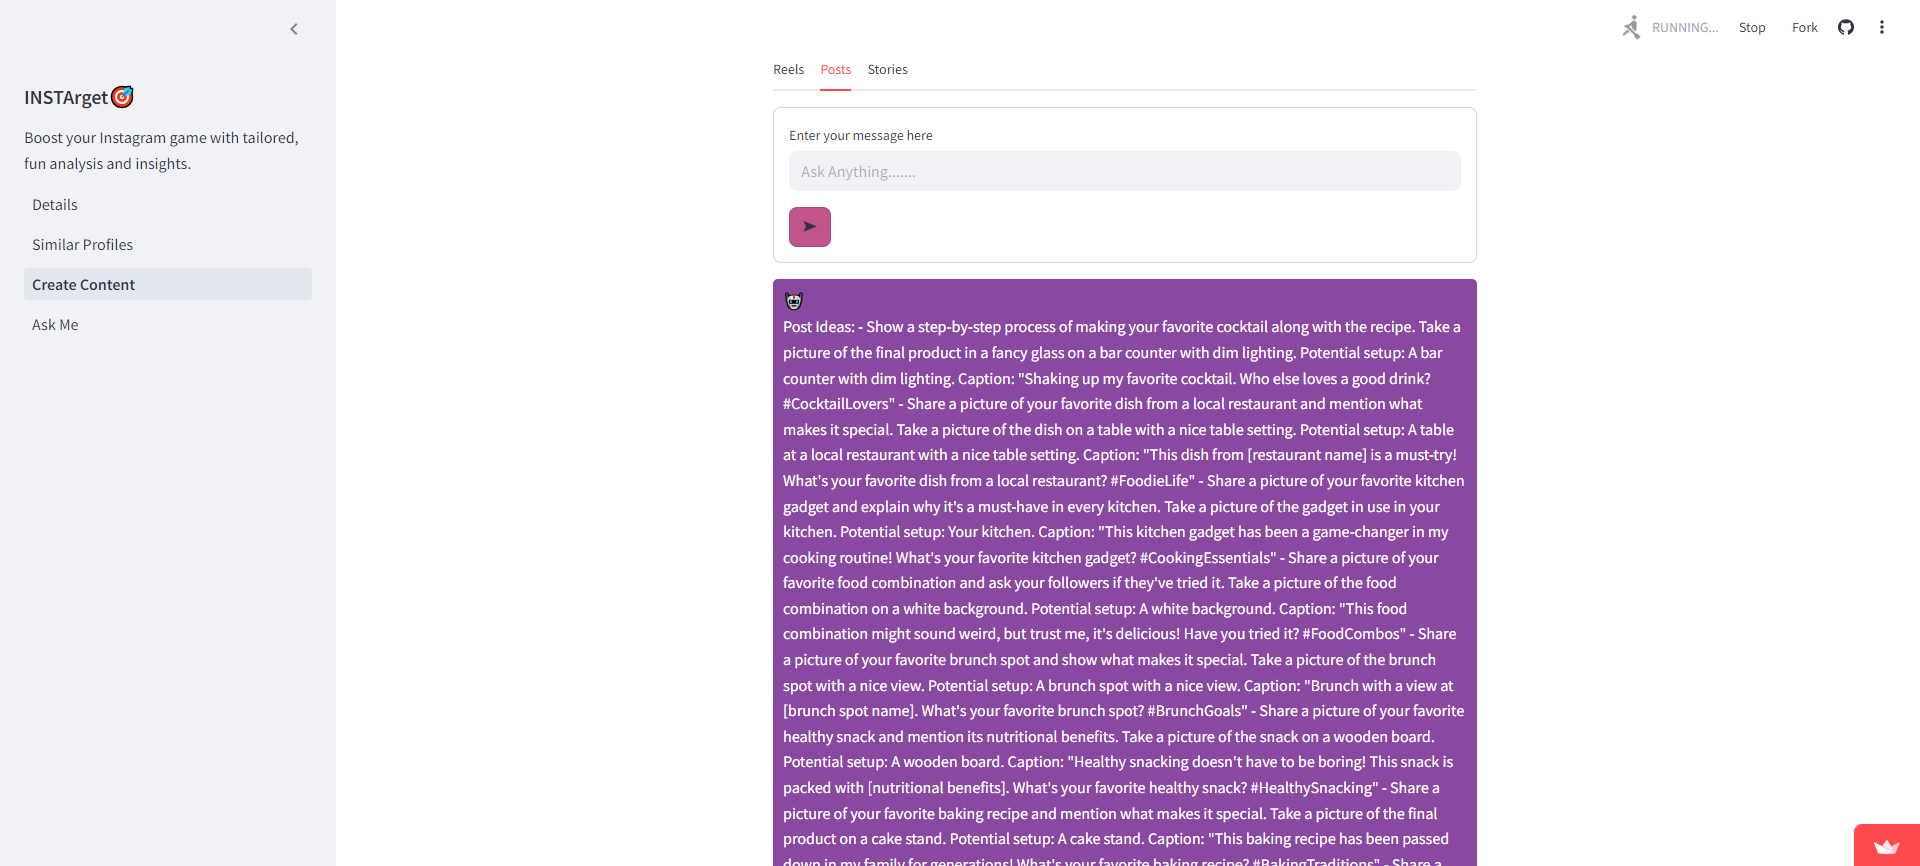 RUNNING...
Stop
Fork
INSTArget
Boost your Instagram game with tailored,
fun analysis and insights.
Details
Similar Profiles
Create Content
Ask Me
Reels
Posts
Stories
Enter your message here
Ask Anything.......
Post Ideas: - Show a step-by-step process of making your favorite cocktail along with the recipe. Take a
picture of the final product in a fancy glass on a bar counter with dim lighting. Potential setup: A bar
counter with dim lighting. Caption: "Shaking up my favorite cocktail. Who else loves a good drink?
#CocktailLovers" - Share a picture of your favorite dish from a local restaurant and mention what
makes it special. Take a picture of the dish on a table with a nice table setting. Potential setup: A table
at a local restaurant with a nice table setting. Caption: "This dish from [restaurant name] is a must-try!
What's your favorite dish from a local restaurant? #FoodieLife" - Share a picture of your favorite kitchen
gadget and explain why it's a must-have in every kitchen. Take a picture of the gadget in use in your
kitchen. Potential setup: Your kitchen. Caption: "This kitchen gadget has been a game-changer in my
cooking routine! What's your favorite kitchen gadget? #CookingEssentials" - Share a picture of your
favorite food combination and ask your followers if they've tried it. Take a picture of the food
combination on a white background. Potential setup: A white background. Caption: "This food
combination might sound weird, but trust me, it's delicious! Have you tried it? #FoodCombos" - Share
a picture of your favorite brunch spot and show what makes it special. Take a picture of the brunch
spot with a nice view. Potential setup: A brunch spot with a nice view. Caption: "Brunch with a view at
[brunch spot name]. What's your favorite brunch spot? #BrunchGoals" - Share a picture of your favorite
healthy snack and mention its nutritional benefits. Take a picture of the snack on a wooden board.
Potential setup: A wooden board. Caption: "Healthy snacking doesn't have to be boring! This snack is
packed with [nutritional benefits]. What's your favorite healthy snack? #HealthySnacking" - Share a
picture of your favorite baking recipe and mention what makes it special. Take a picture of the final
product on a cake stand. Potential setup: A cake stand. Caption: "This baking recipe has been passed
down in my family for generations! What's your favorite baking recipe? #BakingTraditions" - Share a